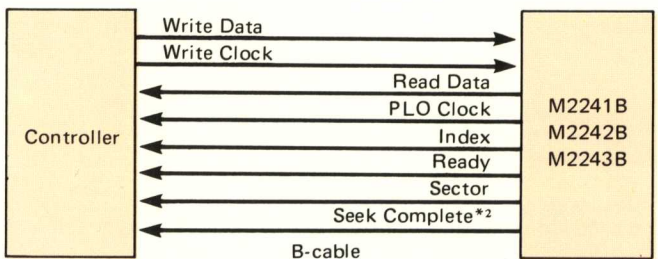 Write Data
Write Clock
Read Data
PLO Clock
Index
Ready
Sector
Seek Complete*2
B-cable
Controller
M2241B
M2242B
M2243B